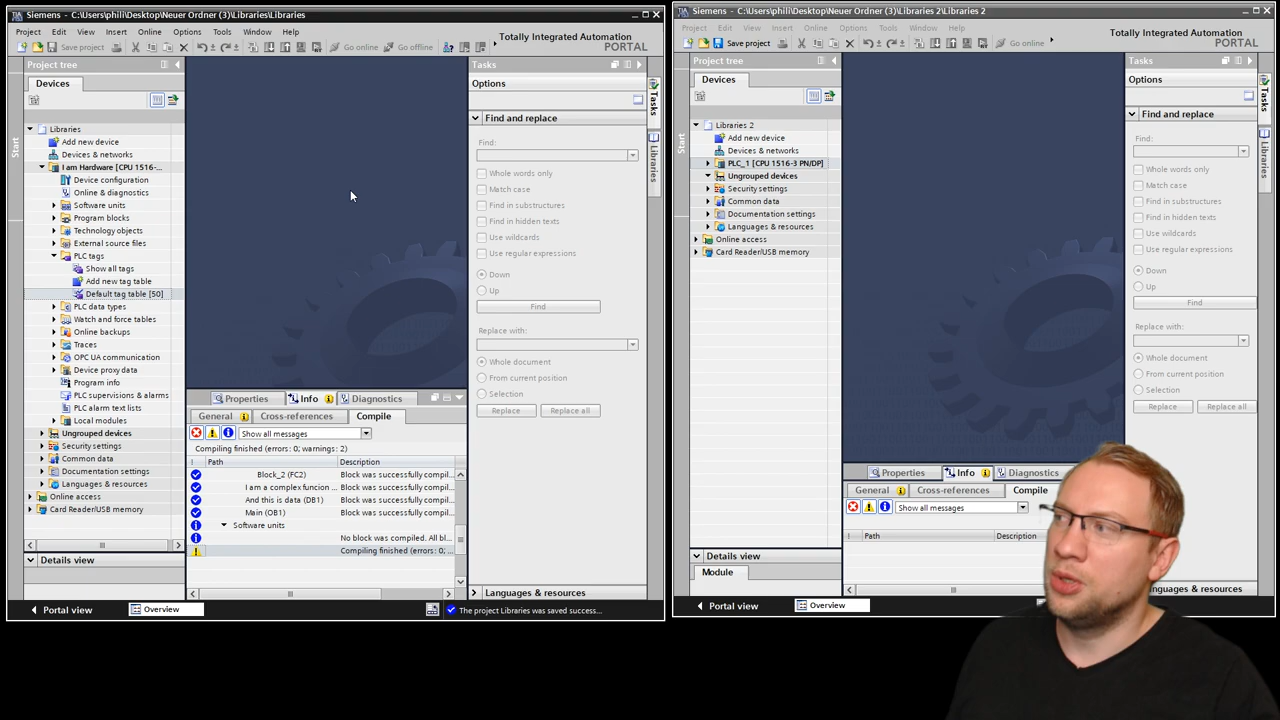 Siemens - C:\Users\phili\Desktop\Neuer Ordner (3)\Libraries\Libraries
Project Edit View Insert Online Options Tools Window Help
Totally Integrated Automation
PORTAL
Save project
Go online
Go offline
Project tree
Devices
Start
Libraries
Add new device
Devices & networks
I am Hardware [CPU 1516-...
Device configuration
Online & diagnostics
Software units
Program blocks
Technology objects
External source files
PLC tags
Show all tags
Add new tag table
Default tag table [50]
PLC data types
Watch and force tables
Online backups
Traces
OPC UA communication
Device proxy data
Program info
PLC supervisions & alarms
PLC alarm text lists
Local modules
Ungrouped devices
Security settings
Common data
Documentation settings
Languages & resources
Online access
Card Reader/USB memory
Details view
Portal view
Overview
The project Libraries was saved success...
Properties Info Diagnostics
General Cross-references Compile
Show all messages
Compiling finished (errors: 0; warnings: 2)
! Path Description
Block_2 (FC2) Block was successfully compil...
I am a complex funcion ... Block was successfully compil...
And this is data (DB1) Block was successfully compil...
Main (OB1) Block was successfully compil...
Software units
No block was compiled. All bl...
Compiling finished (errors: 0; ...
Tasks
Options
Find and replace
Find:
Whole words only
Match case
Find in substructures
Find in hidden texts
Use wildcards
Use regular expressions
Down
Up
Find
Replace with:
Whole document
From current position
Selection
Replace Replace all
Languages & resources
Tasks
Libraries
Siemens - C:\Users\phili\Desktop\Neuer Ordner (3)\Libraries 2\Libraries 2
Project Edit View Insert Online Options Tools Window Help
Totally Integrated Automation
PORTAL
Save project
Go online
Project tree
Devices
Start
Libraries 2
Add new device
Devices & networks
PLC_1 [CPU 1516-3 PN/DP]
Ungrouped devices
Security settings
Common data
Documentation settings
Languages & resources
Online access
Card Reader/USB memory
Details view
Module
Portal view
Overview
Properties Info Diagnostics
General Cross-references Compile
Show all messages
! Path Description
Tasks
Options
Find and replace
Find:
Whole words only
Match case
Find in substructures
Find in hidden texts
Use wildcards
Use regular expressions
Down
Up
Find
Replace with:
Whole document
From current position
Selection
Replace Replace all
& resources
Tasks
Libraries